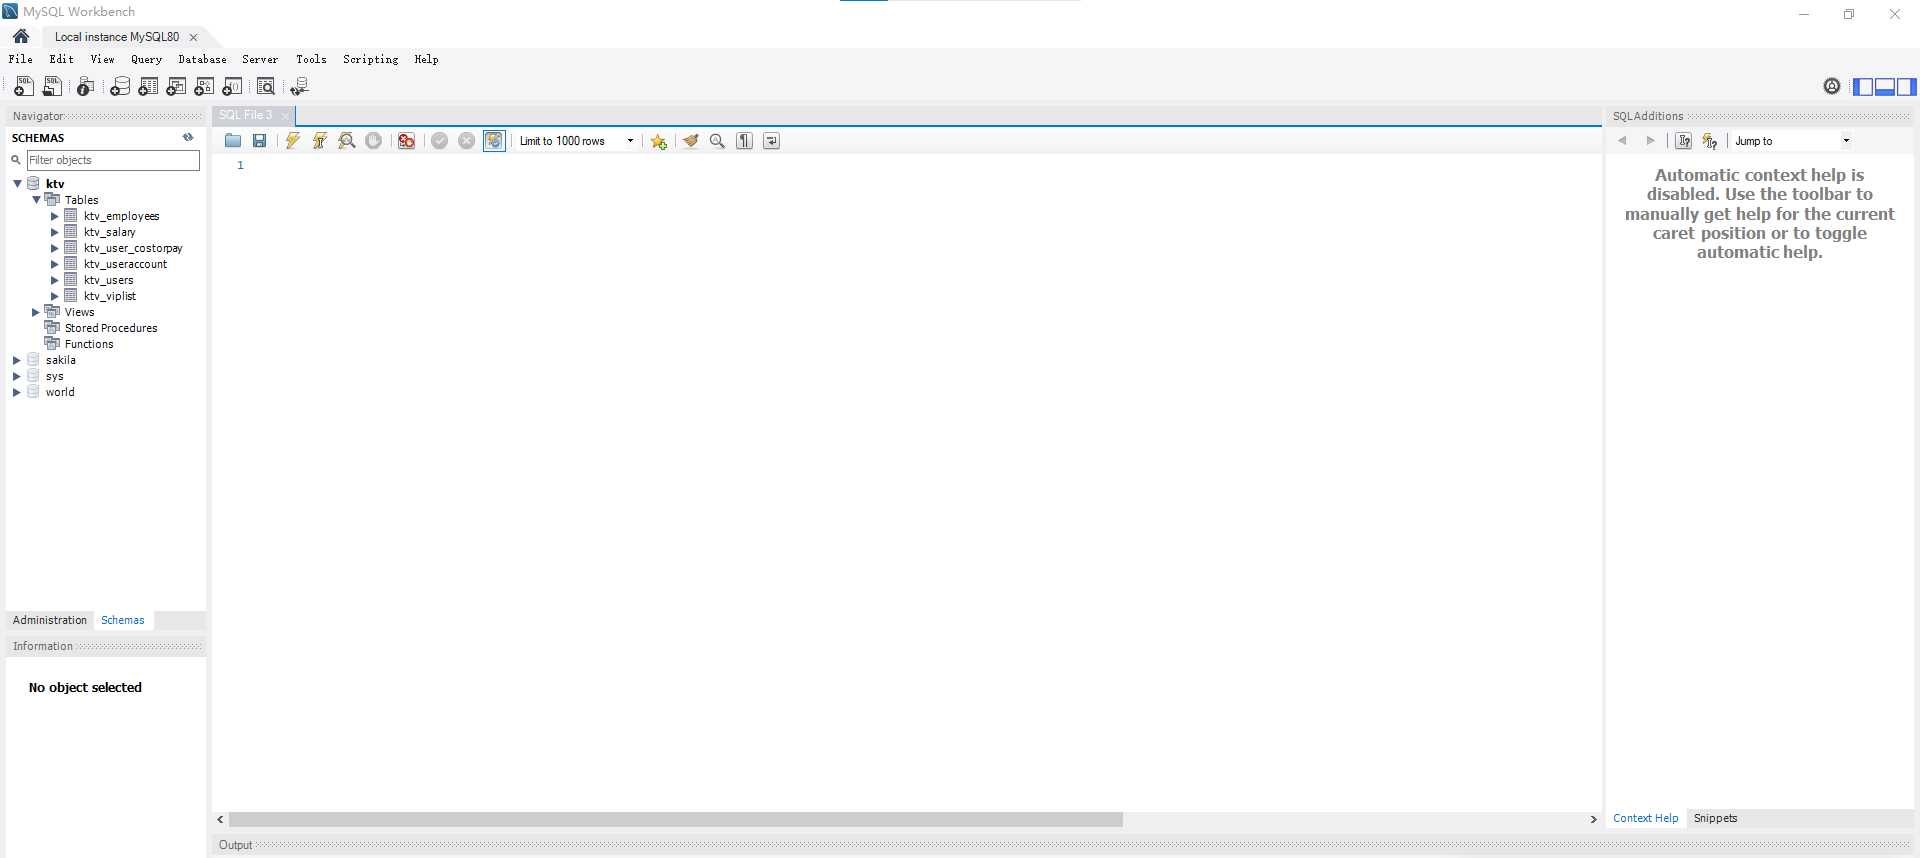 MySQL Workbench
Local instance MySQL80
File Edit View Query Database Server Tools Scripting Help
Navigator
SCHEMAS
Filter objects
ktv
Tables
ktv_employees
ktv_salary
ktv_user_costorpay
ktv_useraccount
ktv_users
ktv_viplist
Views
Stored Procedures
Functions
sakila
sys
world
Administration Schemas
Information
No object selected
SQL File 3
Limit to 1000 rows
1
Output
SQLAdditions
Jump to
Automatic context help is
disabled. Use the toolbar to
manually get help for the current
caret position or to toggle
automatic help.
Context Help Snippets